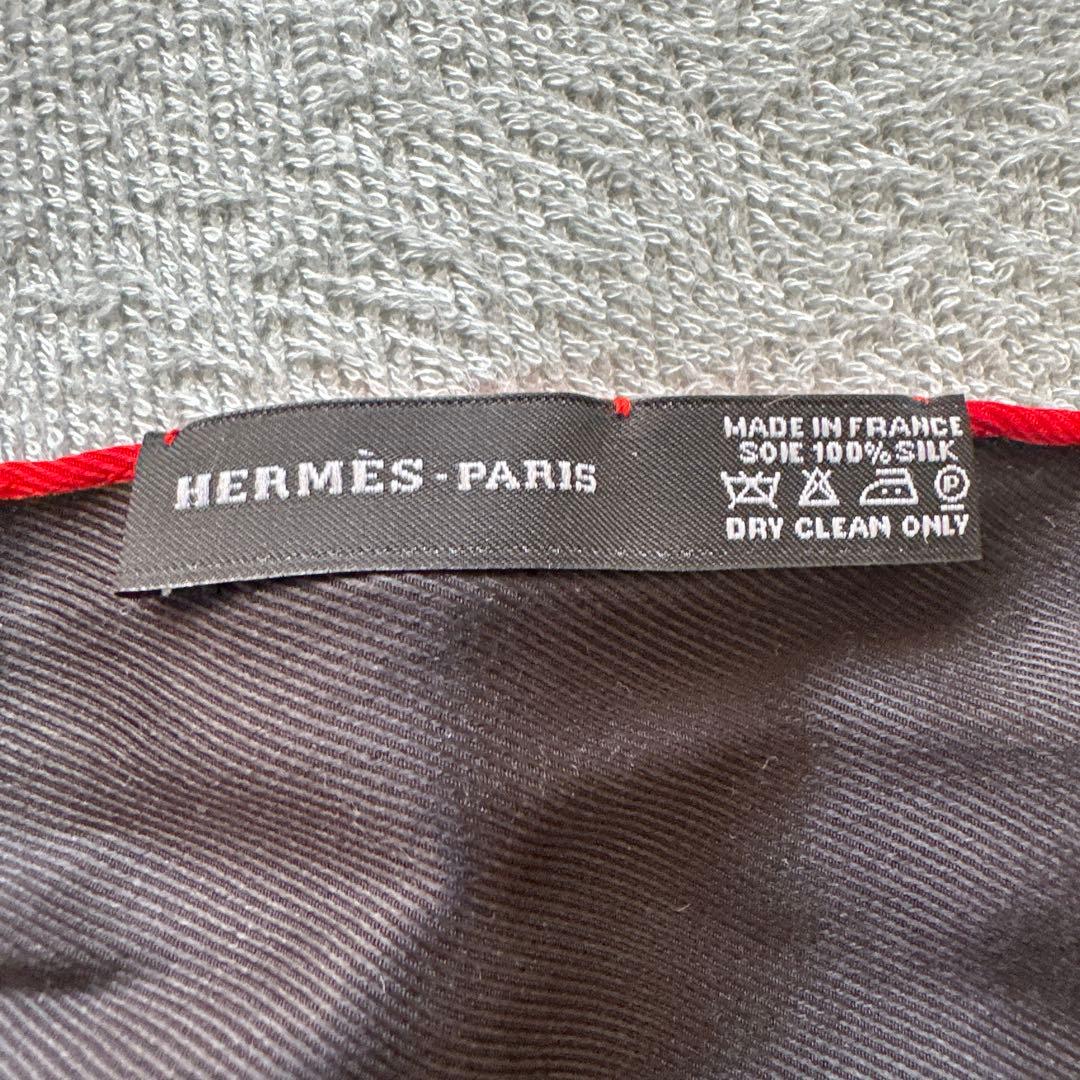 HERMÈS-PARIS
MADE IN FRANCE
SOIE 100% SILK
P
DRY CLEAN ONLY